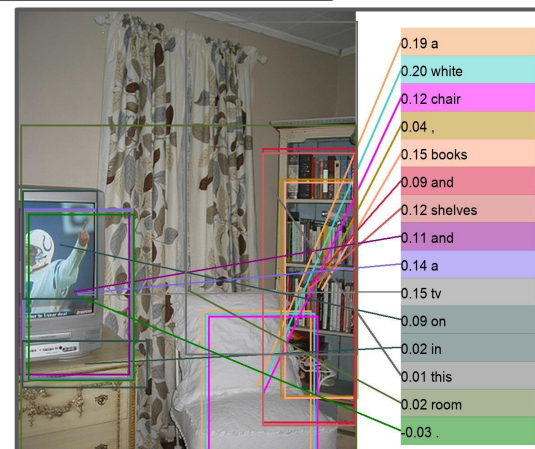 0.19 a
0.20 white
0.12 chair
0.04 ,
0.15 books
0.09 and
0.12 shelves
0.11 and
0.14 a
0.15 tv
0.09 on
0.02 in
0.01 this
0.02 room
-0.03 .